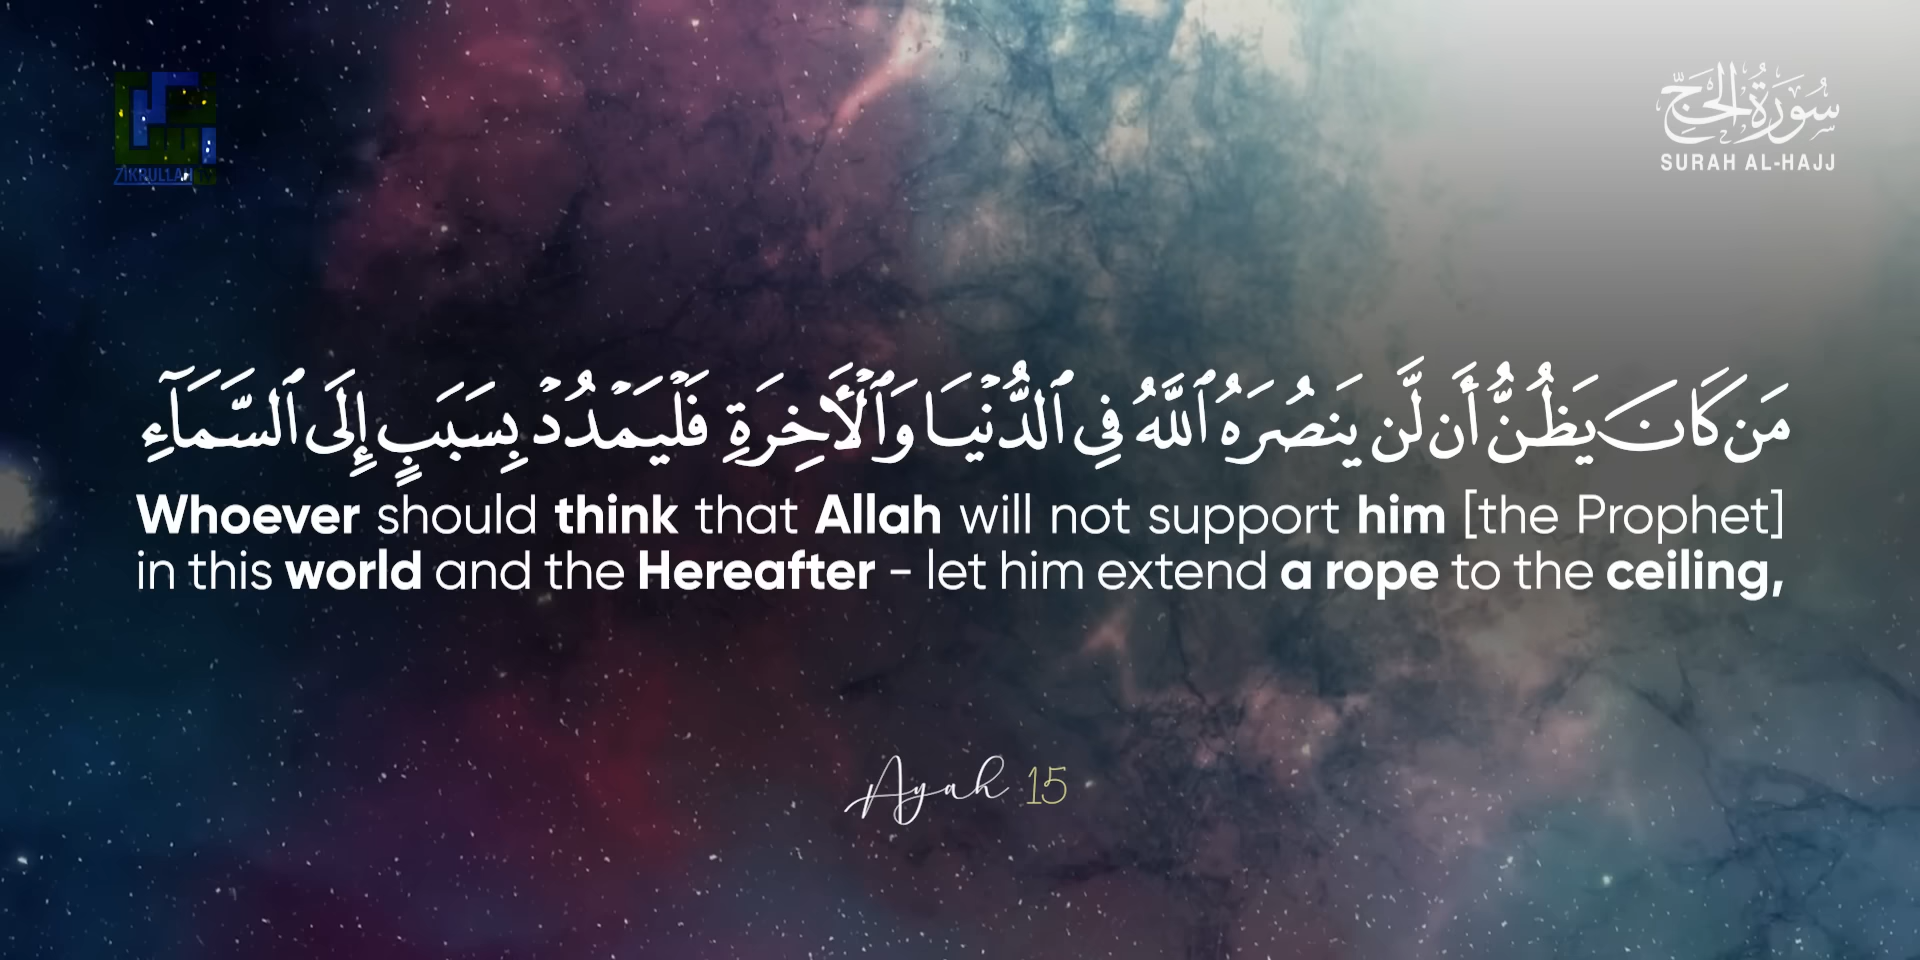 ZIKRULLAH
سُورَةُ الحَجّ
SURAH AL-HAJJ
مَن كَانَ يَظُنُّ أَن لَّن يَنصُرَهُ ٱللَّهُ فِي ٱلدُّنْيَا وَٱلْأَخِرَةِ فَلْيَمْدُدْ بِسَبَبٍ إِلَى ٱلسَّمَآءِ
Whoever should think that Allah will not support him [the Prophet]
in this world and the Hereafter - let him extend a rope to the ceiling,
Ayah 15